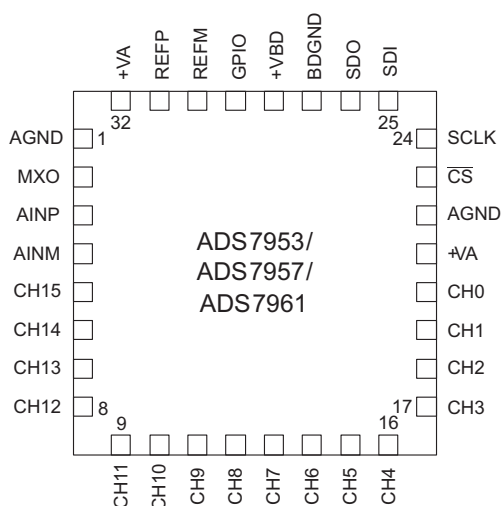 +VA REFP REFM GPIO +VBD BDGND SDO SDI
32 25
AGND 1 24 SCLK
MXO C̅S̅
AINP AGND
AINM +VA
ADS7953/
ADS7957/
ADS7961
CH15 CH0
CH14 CH1
CH13 CH2
CH12 8 17 CH3
9 16
CH11 CH10 CH9 CH8 CH7 CH6 CH5 CH4